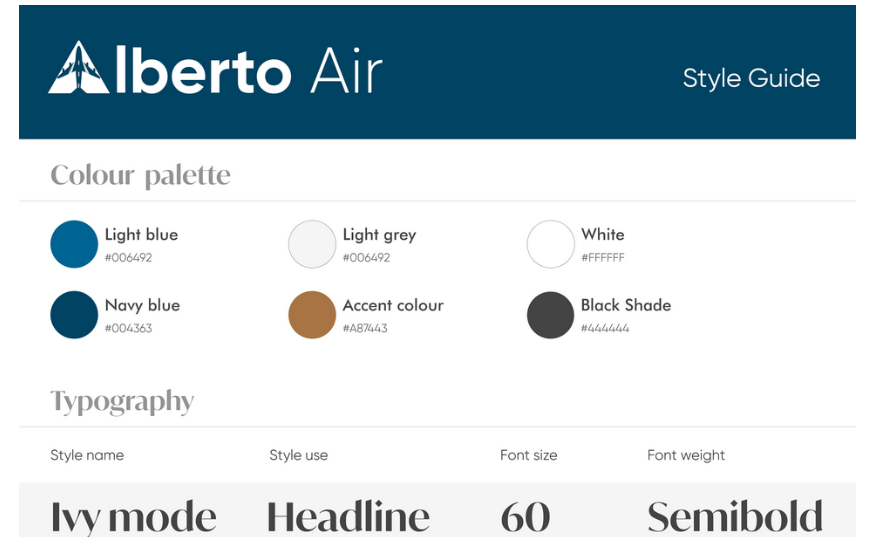 Alberto Air
Style Guide
Colour palette
Light blue
#006492
Light grey
#006492
White
#FFFFFF
Navy blue
#004363
Accent colour
#A87443
Black Shade
#444444
Typography
Style name Style use Font size Font weight
Ivy mode Headline 60 Semibold